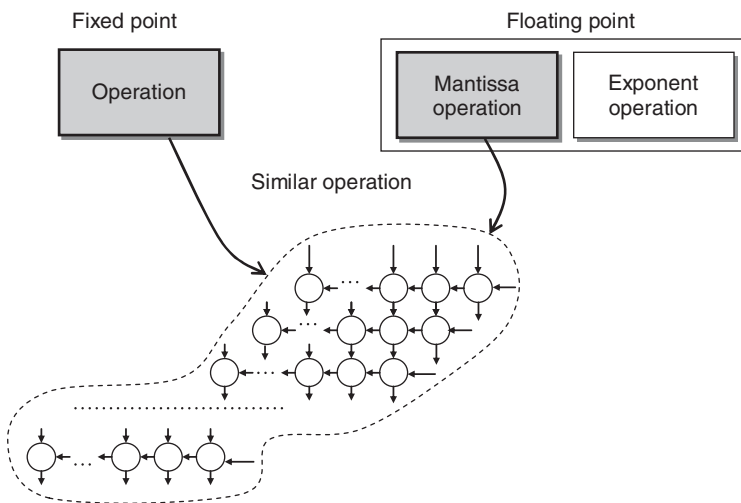 Fixed point
Floating point
Operation
Mantissa
operation
Exponent
operation
Similar operation